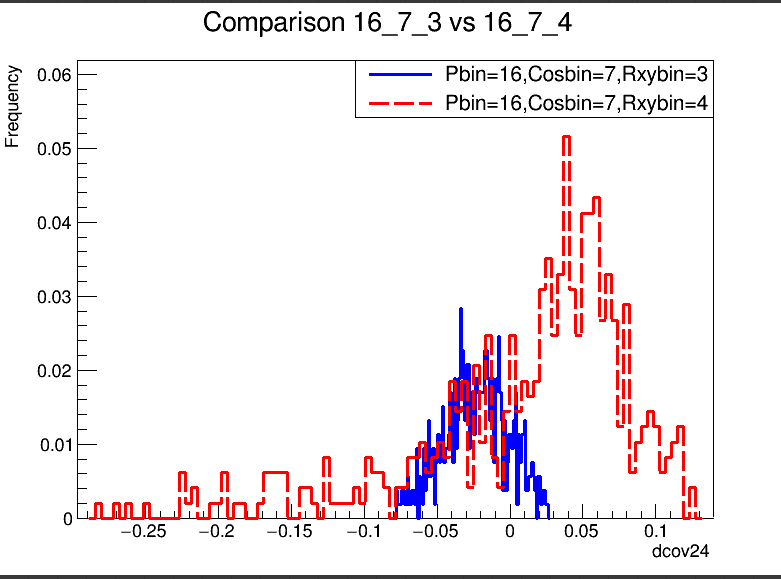 Comparison 16_7_3 vs 16_7_4
Frequency
Pbin=16,Cosbin=7,Rxybin=3
Pbin=16,Cosbin=7,Rxybin=4
0.06
0.05
0.04
0.03
0.02
0.01
0
−0.25 −0.2 −0.15 −0.1 −0.05 0 0.05 0.1
dcov24